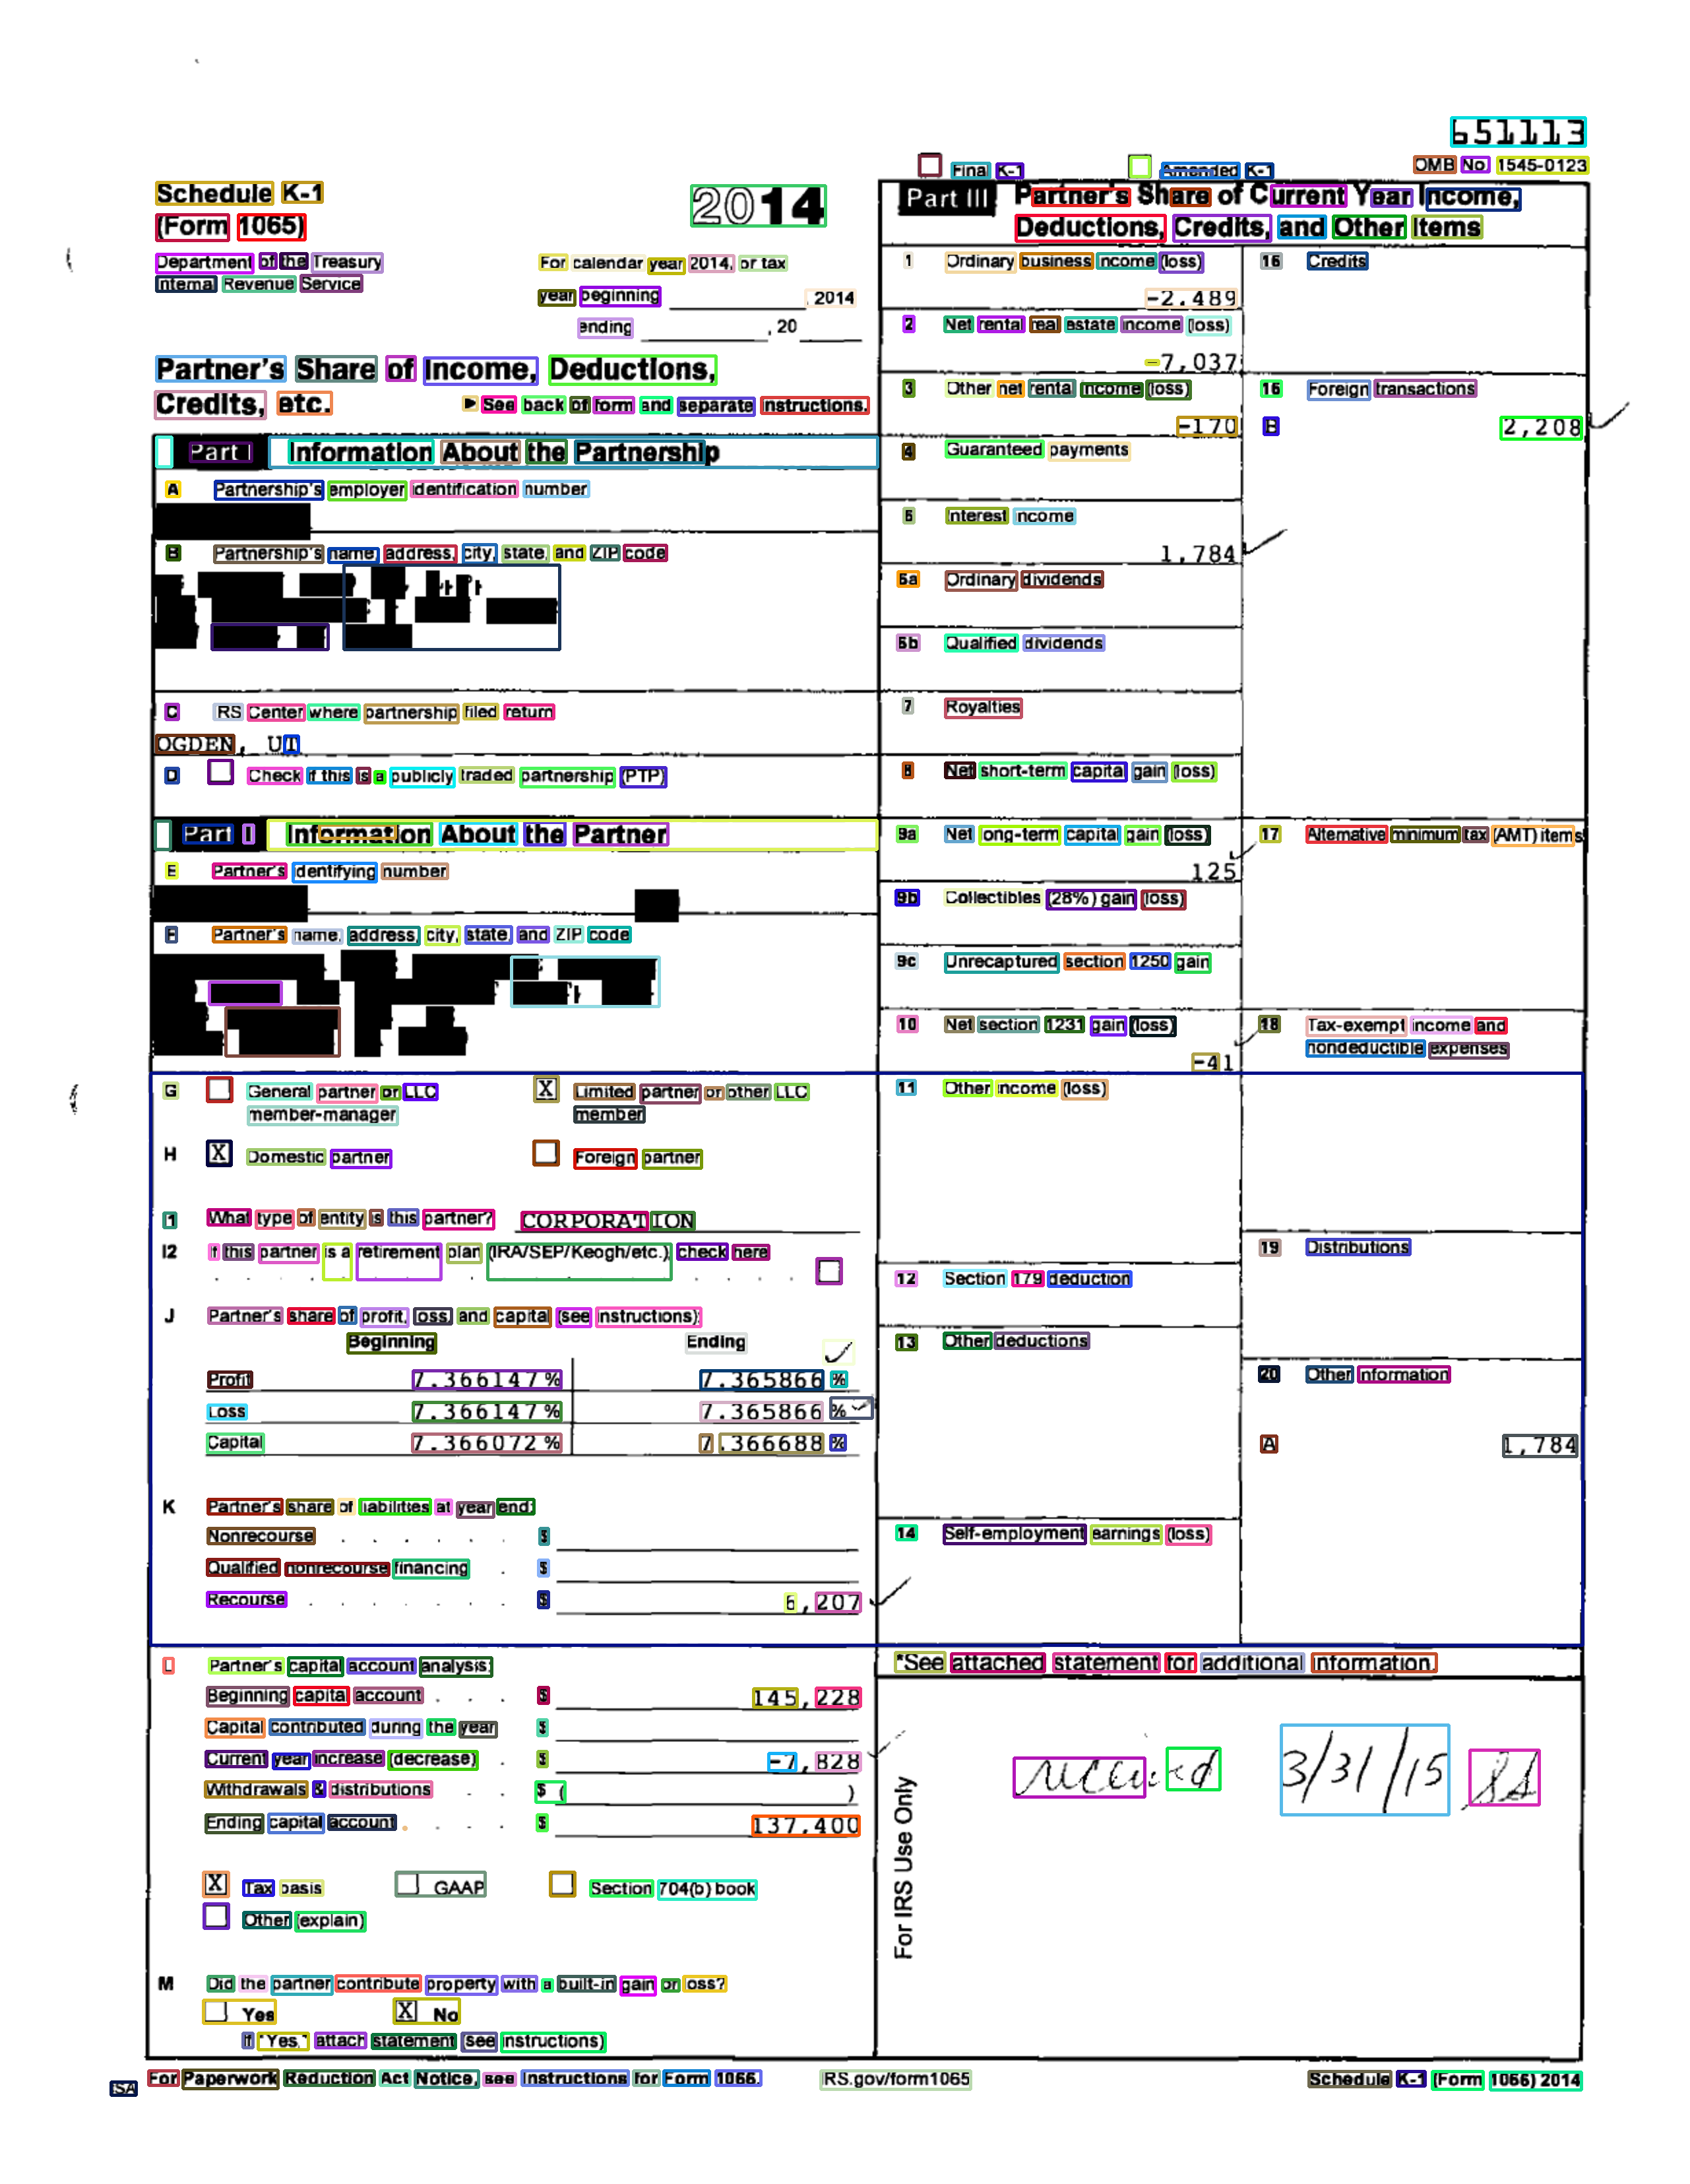 651113
Final K-1 Amended K-1 OMB No 1545-0123
Schedule K-1
(Form 1065)
2014
Department of the Treasury
Internal Revenue Service
For calendar year 2014, or tax
year beginning , 2014
ending , 20
Partner's Share of Income, Deductions,
Credits, etc. ► See back of form and separate instructions.
Part I Information About the Partnership
A Partnership's employer identification number
B Partnership's name, address, city, state, and ZIP code
C IRS Center where partnership filed return
OGDEN, UT
D Check if this is a publicly traded partnership (PTP)
Part II Information About the Partner
E Partner's identifying number
F Partner's name, address, city, state, and ZIP code
G General partner or LLC member-manager
X Limited partner or other LLC member
H X Domestic partner Foreign partner
I1 What type of entity is this partner? CORPORATION
I2 If this partner is a retirement plan (IRA/SEP/Keogh/etc.), check here
J Partner's share of profit, loss, and capital (see instructions):
Beginning Ending
Profit 7.366147% 7.365866%
Loss 7.366147% 7.365866%
Capital 7.366072% 7.366688%
K Partner's share of liabilities at year end:
Nonrecourse . . . . . . $
Qualified nonrecourse financing . $
Recourse . . . . . . . $ 6,207
L Partner's capital account analysis:
Beginning capital account . . . $ 145,228
Capital contributed during the year $
Current year increase (decrease) . $ -7,828
Withdrawals & distributions . . $ ( )
Ending capital account . . . . $ 137,400
X Tax basis GAAP Section 704(b) book
Other (explain)
M Did the partner contribute property with a built-in gain or loss?
Yes X No
If "Yes," attach statement (see instructions)
Part III Partner's Share of Current Year Income,
Deductions, Credits, and Other Items
1 Ordinary business income (loss)
-2,489
2 Net rental real estate income (loss)
-7,037
3 Other net rental income (loss)
-170
4 Guaranteed payments
5 Interest income
1,784
6a Ordinary dividends
6b Qualified dividends
7 Royalties
8 Net short-term capital gain (loss)
9a Net long-term capital gain (loss)
125
9b Collectibles (28%) gain (loss)
9c Unrecaptured section 1250 gain
10 Net section 1231 gain (loss)
-41
11 Other income (loss)
12 Section 179 deduction
13 Other deductions
14 Self-employment earnings (loss)
15 Credits
16 Foreign transactions
B 2,208
17 Alternative minimum tax (AMT) items
18 Tax-exempt income and
nondeductible expenses
19 Distributions
20 Other information
A 1,784
*See attached statement for additional information.
For IRS Use Only
received 3/31/15
For Paperwork Reduction Act Notice, see Instructions for Form 1065. IRS.gov/form1065 Schedule K-1 (Form 1065) 2014
ISA